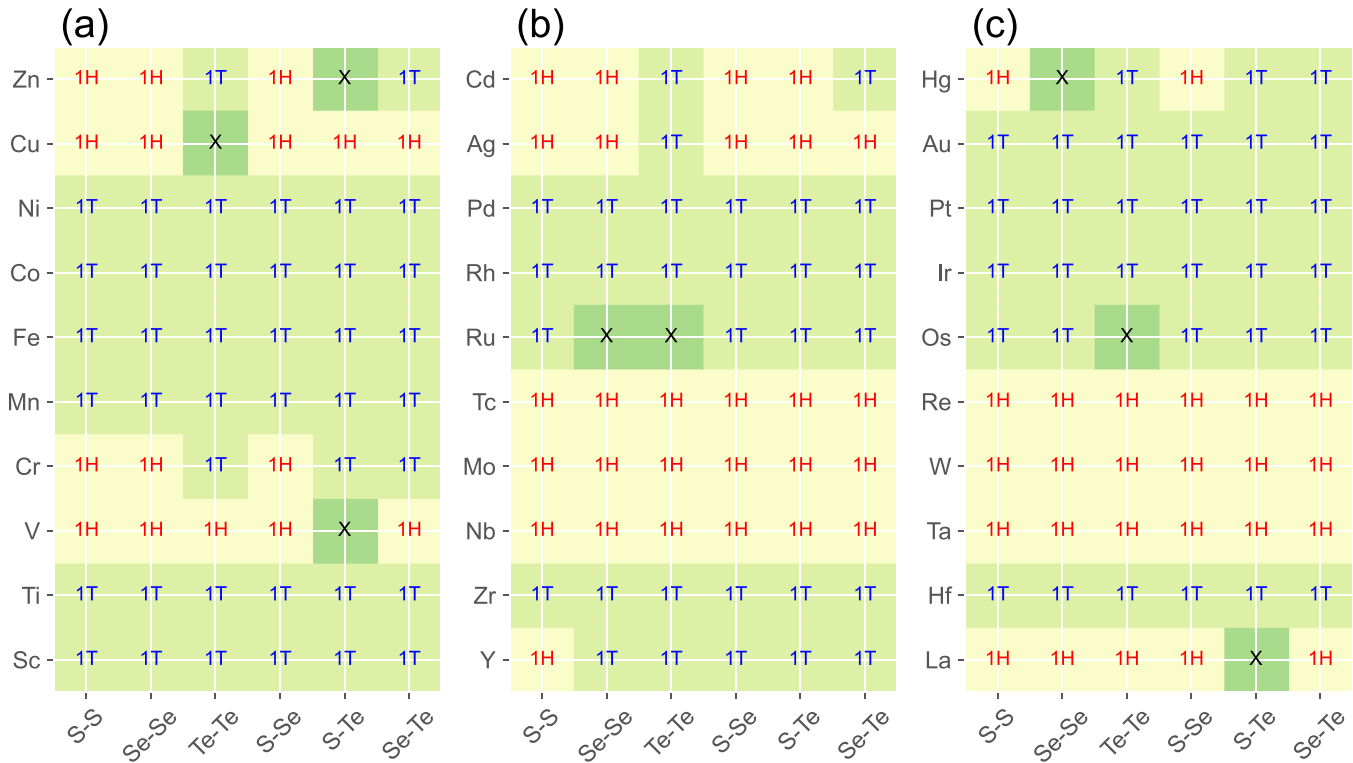 (a) (b) (c)
Zn 1H 1H 1T 1H X 1T Cd 1H 1H 1T 1H 1H 1T Hg 1H X 1T 1H 1T 1T
Cu 1H 1H X 1H 1H 1H Ag 1H 1H 1T 1H 1H 1H Au 1T 1T 1T 1T 1T 1T
Ni 1T 1T 1T 1T 1T 1T Pd 1T 1T 1T 1T 1T 1T Pt 1T 1T 1T 1T 1T 1T
Co 1T 1T 1T 1T 1T 1T Rh 1T 1T 1T 1T 1T 1T Ir 1T 1T 1T 1T 1T 1T
Fe 1T 1T 1T 1T 1T 1T Ru 1T X X 1T 1T 1T Os 1T 1T X 1T 1T 1T
Mn 1T 1T 1T 1T 1T 1T Tc 1H 1H 1H 1H 1H 1H Re 1H 1H 1H 1H 1H 1H
Cr 1H 1H 1T 1H 1T 1T Mo 1H 1H 1H 1H 1H 1H W 1H 1H 1H 1H 1H 1H
V 1H 1H 1H 1H X 1H Nb 1H 1H 1H 1H 1H 1H Ta 1H 1H 1H 1H 1H 1H
Ti 1T 1T 1T 1T 1T 1T Zr 1T 1T 1T 1T 1T 1T Hf 1T 1T 1T 1T 1T 1T
Sc 1T 1T 1T 1T 1T 1T Y 1H 1T 1T 1T 1T 1T La 1H 1H 1H 1H X 1H
S-S Se-Se Te-Te S-Se S-Te Se-Te S-S Se-Se Te-Te S-Se S-Te Se-Te S-S Se-Se Te-Te S-Se S-Te Se-Te